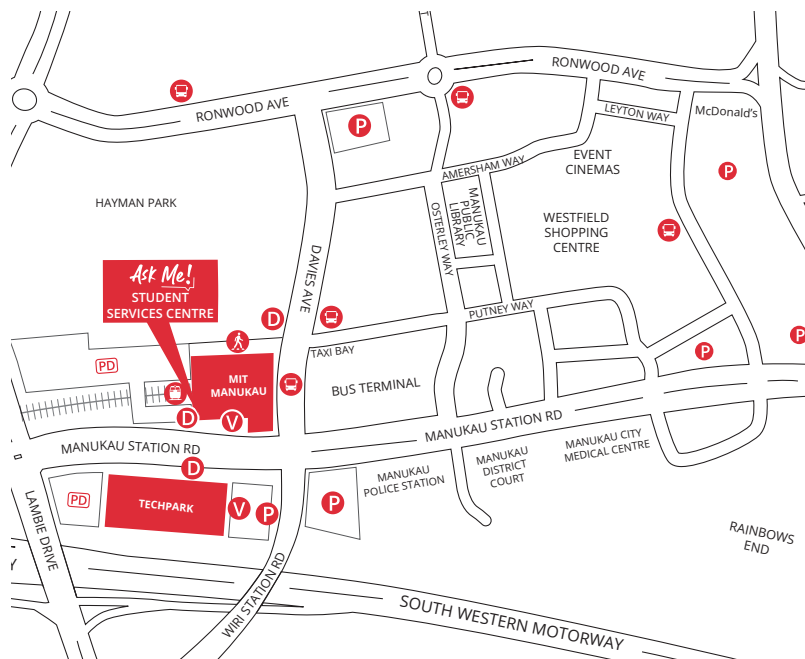 RONWOOD AVE
RONWOOD AVE
LEYTON WAY
McDonald's
P
P
AMERSHAM WAY
EVENT
CINEMAS
HAYMAN PARK
MANUKAU
PUBLIC
LIBRARY
OSTERLEY WAY
WESTFIELD
SHOPPING
CENTRE
DAVIES AVE
Ask Me!
STUDENT
SERVICES CENTRE
D
PUTNEY WAY
TAXI BAY
P
P
PD
MIT
MANUKAU
BUS TERMINAL
D
V
MANUKAU STATION RD
MANUKAU STATION RD
MANUKAU CITY
MEDICAL CENTRE
MANUKAU
DISTRICT
COURT
MANUKAU
POLICE STATION
D
PD
TECHPARK
V
P
P
LAMBIE DRIVE
RAINBOWS
END
Y
WIRI STATION RD
SOUTH WESTERN MOTORWAY